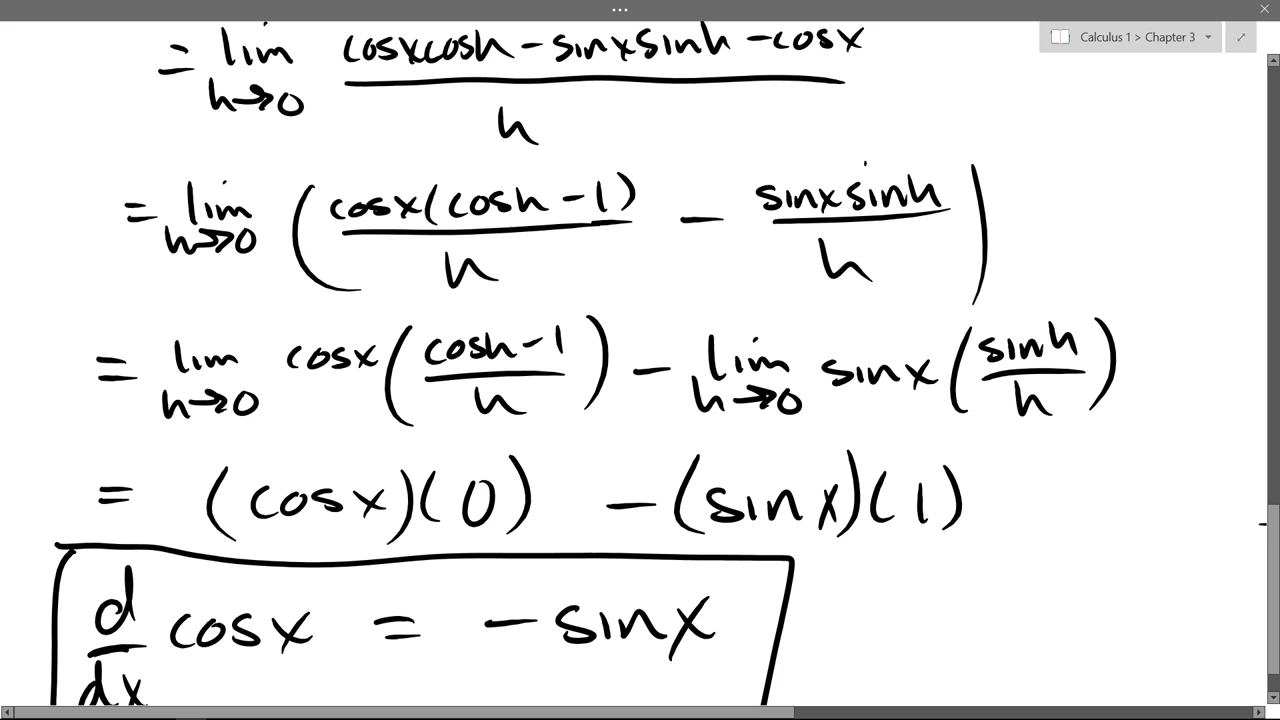 Calculus 1 > Chapter 3
= lim h→0 (cosxcosh - sinxsinh - cosx)/h
= lim h→0 ( cosx(cosh - 1)/h - sinxsinh/h )
= lim h→0 cosx( (cosh - 1)/h ) - lim h→0 sinx( sinh/h )
= (cosx)(0) - (sinx)(1)
d/dx cosx = - sinx